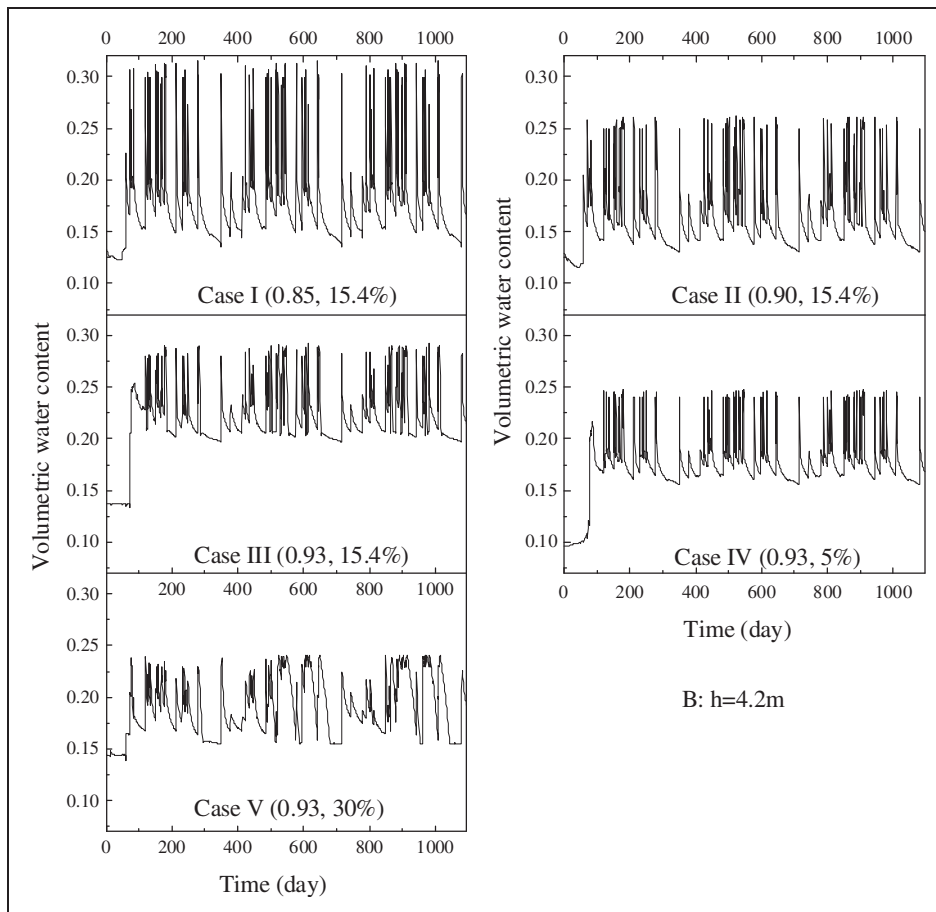 0 200 400 600 800 1000
0 200 400 600 800 1000
0.30
0.25
0.20
0.15
0.10
Case I (0.85, 15.4%)
0.30
0.25
0.20
0.15
0.10
Case II (0.90, 15.4%)
0.30
0.25
0.20
0.15
0.10
Case III (0.93, 15.4%)
0.30
0.25
0.20
0.15
0.10
Case IV (0.93, 5%)
0 200 400 600 800 1000
Time (day)
0 200 400 600 800 1000
0.25
0.20
0.15
0.10
Case V (0.93, 30%)
0 200 400 600 800 1000
Time (day)
Volumetric water content
Volumetric water content
B: h=4.2m